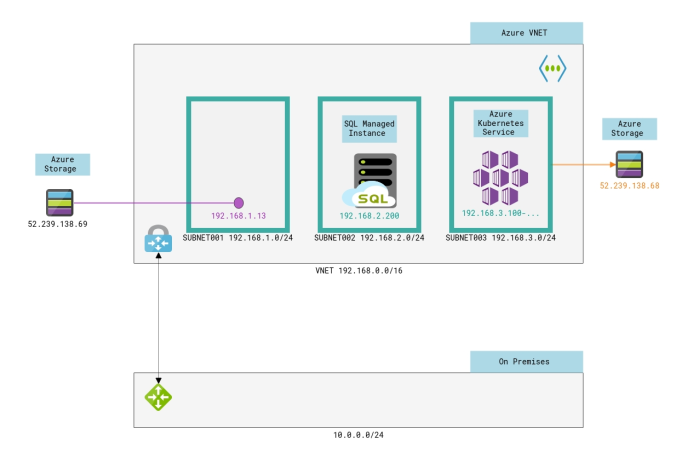 Azure VNET
SQL Managed
Instance
Azure
Kubernetes
Service
Azure
Storage
Azure
Storage
SQL
52.239.138.68
192.168.1.13
192.168.2.200
192.168.3.100-...
52.239.138.69
SUBNET001 192.168.1.0/24
SUBNET002 192.168.2.0/24
SUBNET003 192.168.3.0/24
VNET 192.168.0.0/16
On Premises
10.0.0.0/24